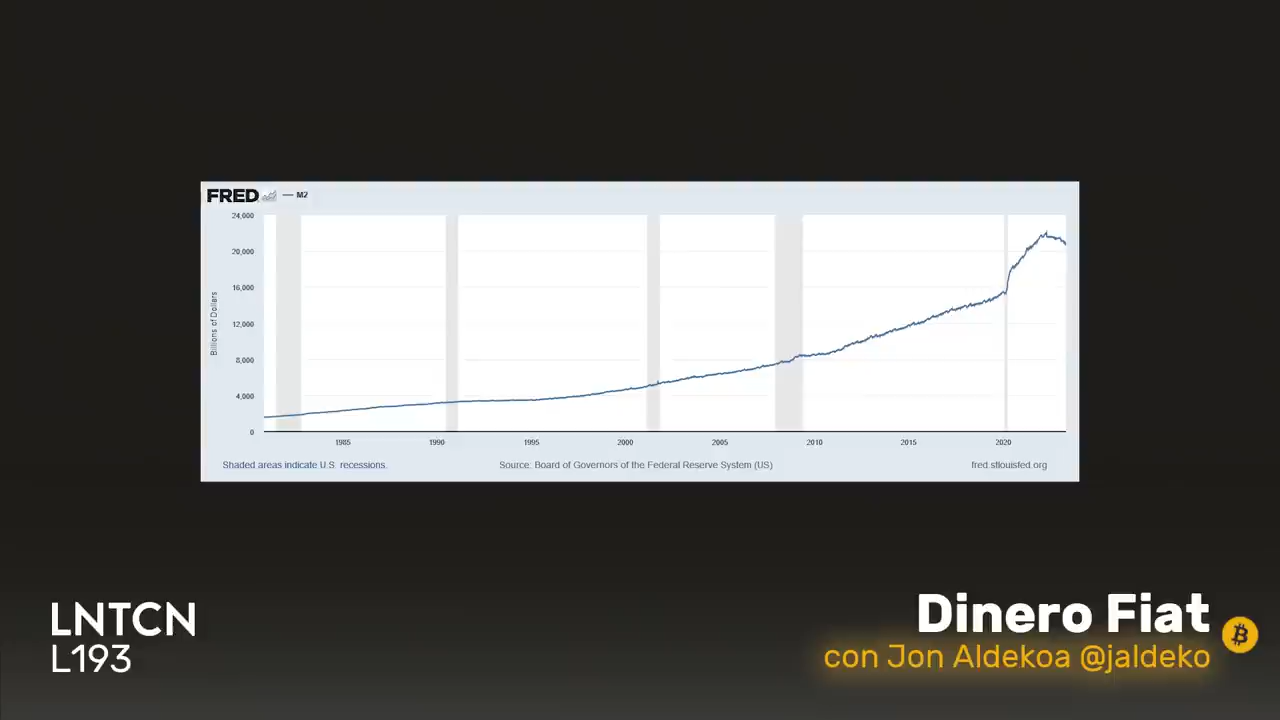 FRED — M2
24,000
20,000
16,000
12,000
8,000
4,000
0
Billions of Dollars
1985 1990 1995 2000 2005 2010 2015 2020
Shaded areas indicate U.S. recessions. Source: Board of Governors of the Federal Reserve System (US) fred.stlouisfed.org
LNTCN
L193
Dinero Fiat
con Jon Aldekoa @jaldeko